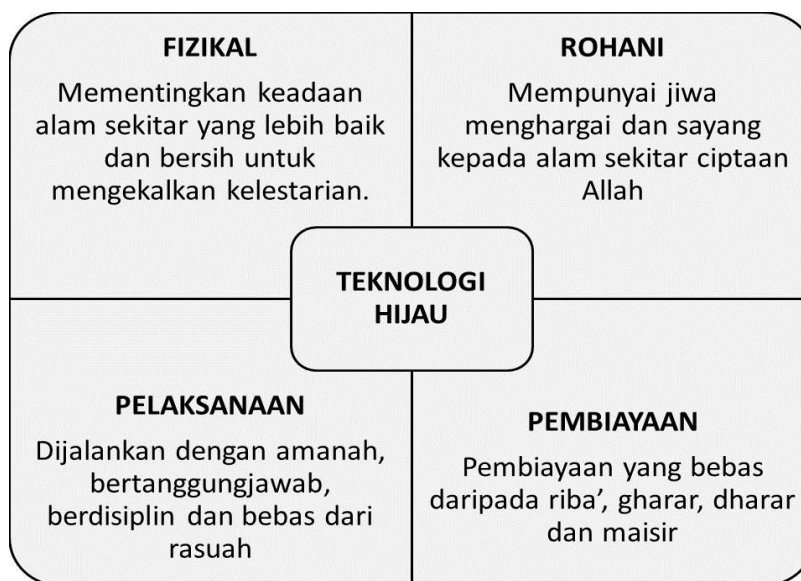 FIZIKAL
Mementingkan keadaan
alam sekitar yang lebih baik
dan bersih untuk
mengekalkan kelestarian.
ROHANI
Mempunyai jiwa
menghargai dan sayang
kepada alam sekitar ciptaan
Allah
TEKNOLOGI
HIJAU
PELAKSANAAN
Dijalankan dengan amanah,
bertanggungjawab,
berdisiplin dan bebas dari
rasuah
PEMBIAYAAN
Pembiayaan yang bebas
daripada riba’, gharar, dharar
dan maisir